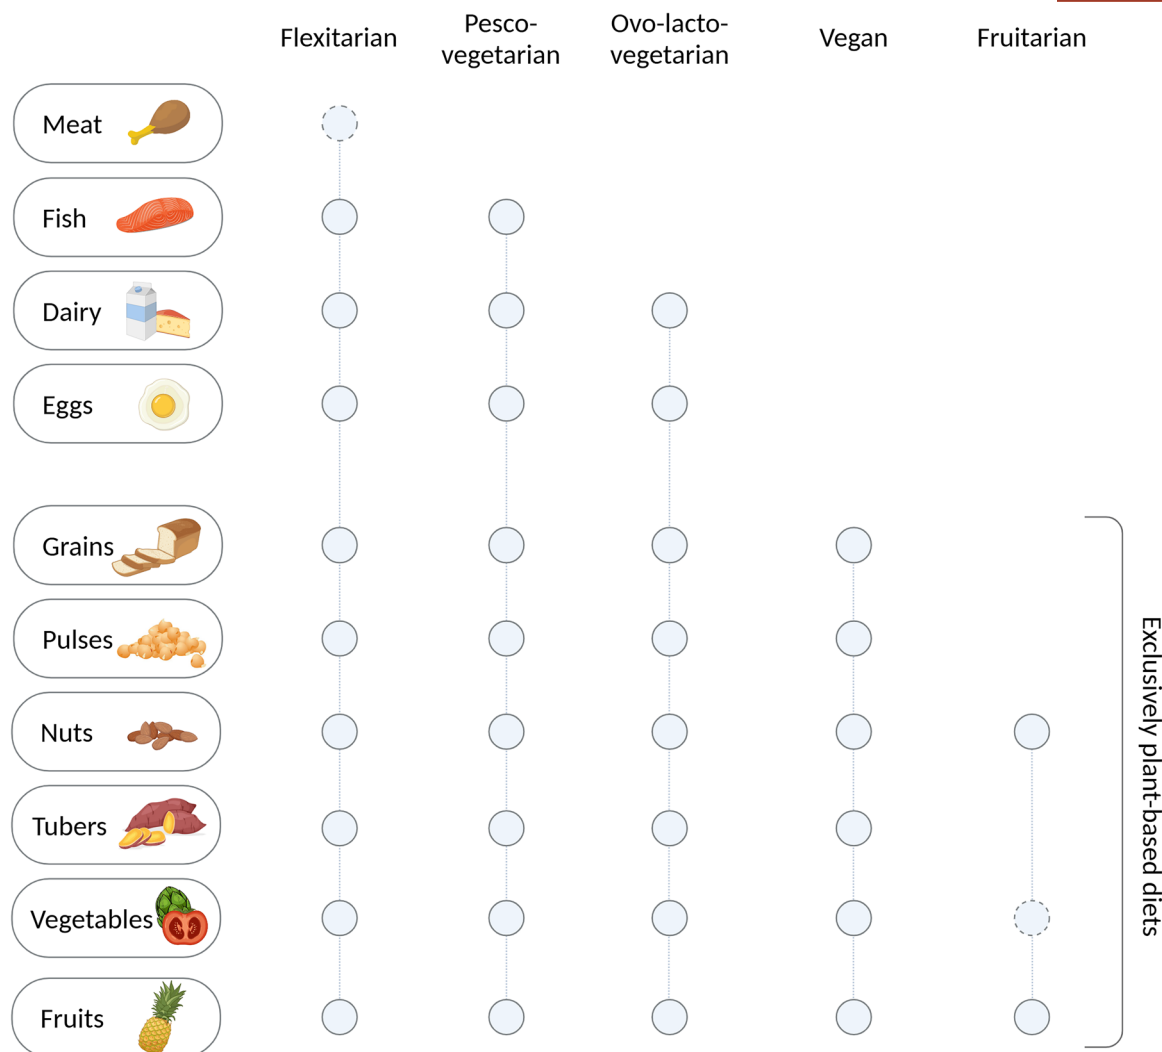 Flexitarian
Pesco-
vegetarian
Ovo-lacto-
vegetarian
Vegan
Fruitarian
Meat
Fish
Dairy
Eggs
Grains
Pulses
Nuts
Tubers
Vegetables
Fruits
Exclusively plant-based diets